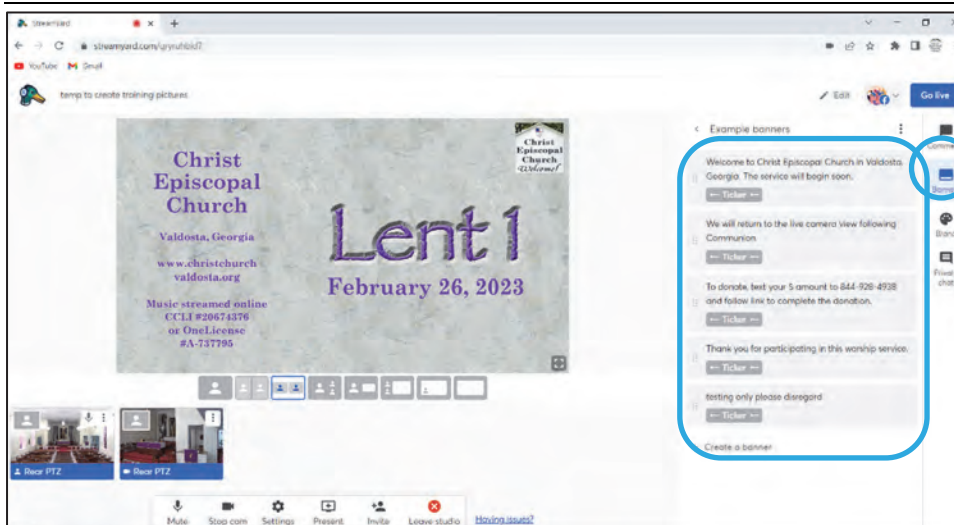 Streamyard
streamyard.com/
YouTube Gmail
temp to create training pictures
Edit
Go live
Christ
Episcopal
Church
Valdosta, Georgia
www.christchurch
valdosta.org
Music streamed online
CCLI #20674376
or OneLicense
#A-737795
Christ
Episcopal
Church
Welcome!
Lent 1
February 26, 2023
Rear PTZ
Rear PTZ
Mute Stop cam Settings Present Invite Leave studio Having issues?
Example banners
Welcome to Christ Episcopal Church in Valdosta,
Georgia. The service will begin soon.
Ticker
We will return to the live camera view following
Communion
Ticker
To donate, text your $ amount to 844-928-4938
and follow link to complete the donation.
Ticker
Thank you for participating in this worship service.
Ticker
testing only please disregard
Ticker
Create a banner
Comme
Banne
Brand
Private
chat